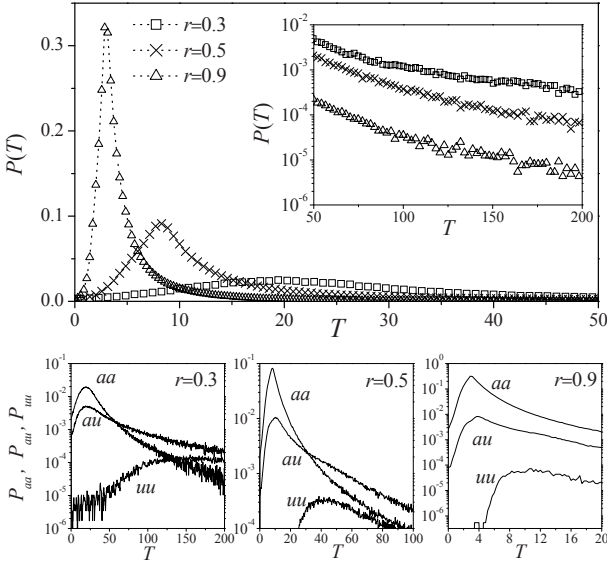 P(T)
0.3
0.2
0.1
0.0
0 10 20 30 40 50
T
r=0.3
r=0.5
r=0.9
P(T)
10^-2
10^-3
10^-4
10^-5
10^-6
50 100 150 200
T
P_aa, P_au, P_uu
10^-1
10^-2
10^-3
10^-4
10^-5
10^-6
r=0.3
aa
au
uu
0 50 100 150 200
T
10^-1
10^-2
10^-3
10^-4
r=0.5
aa
au
uu
0 20 40 60 80 100
T
10^0
10^-1
10^-2
10^-3
10^-4
10^-5
10^-6
r=0.9
aa
au
uu
0 4 8 12 16 20
T